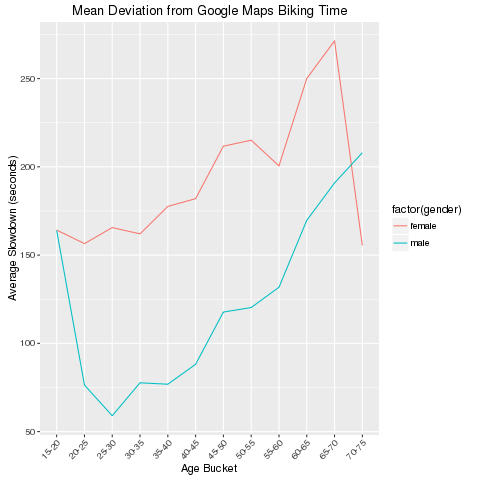 Mean Deviation from Google Maps Biking Time
Average Slowdown (seconds)
250
200
150
100
50
15-20
20-25
25-30
30-35
35-40
40-45
45-50
50-55
55-60
60-65
65-70
70-75
Age Bucket
factor(gender)
female
male